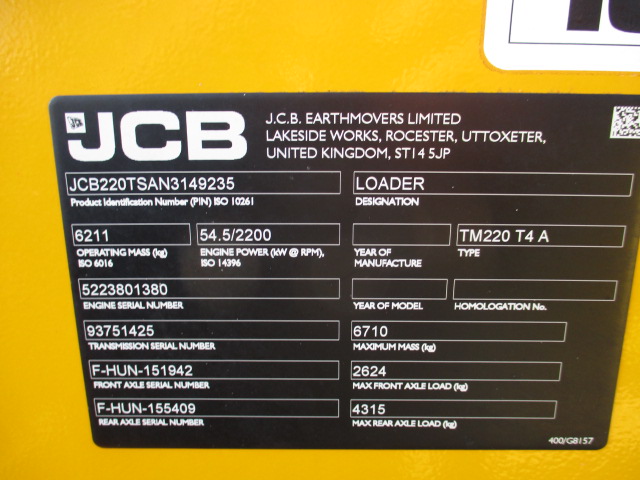 JCB
J.C.B. EARTHMOVERS LIMITED
LAKESIDE WORKS, ROCESTER, UTTOXETER,
UNITED KINGDOM, ST14 5JP
JCB220TSAN3149235
Product Identification Number (PIN) ISO 10261
LOADER
DESIGNATION
6211
OPERATING MASS (kg)
ISO 6016
54.5/2200
ENGINE POWER (kW @ RPM),
ISO 14396
YEAR OF
MANUFACTURE
TM220 T4 A
TYPE
5223801380
ENGINE SERIAL NUMBER
YEAR OF MODEL
HOMOLOGATION No.
93751425
TRANSMISSION SERIAL NUMBER
6710
MAXIMUM MASS (kg)
F-HUN-151942
FRONT AXLE SERIAL NUMBER
2624
MAX FRONT AXLE LOAD (kg)
F-HUN-155409
REAR AXLE SERIAL NUMBER
4315
MAX REAR AXLE LOAD (kg)
400/G8157